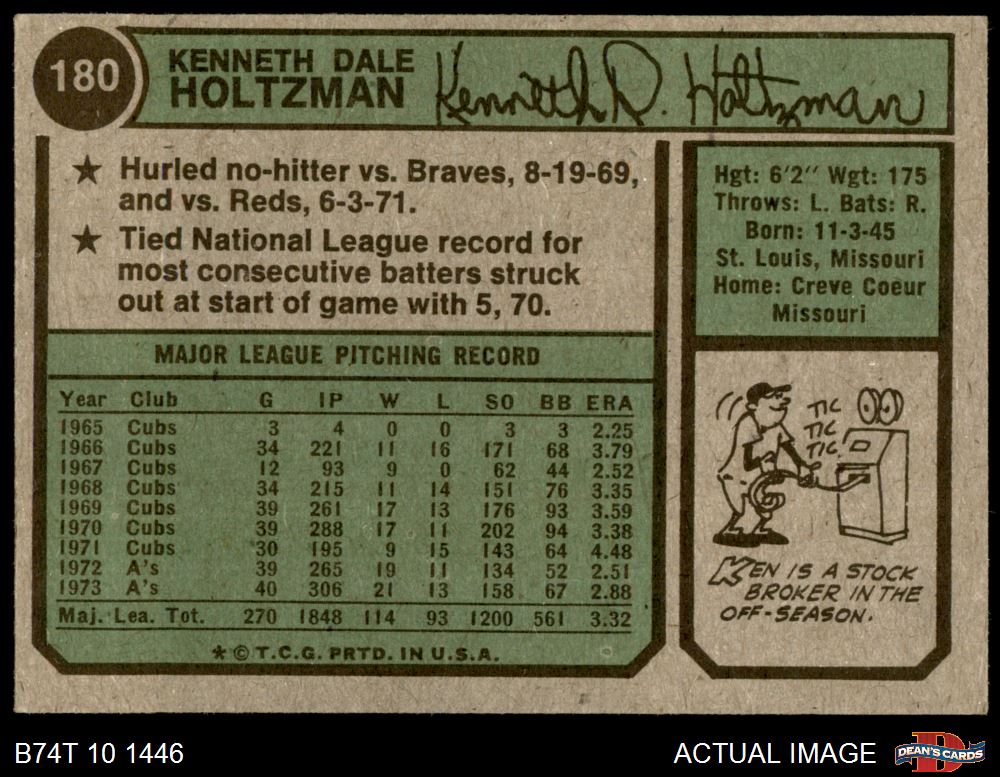 180
KENNETH DALE
HOLTZMAN
Kenneth D. Holtzman
★ Hurled no-hitter vs. Braves, 8-19-69,
and vs. Reds, 6-3-71.
★ Tied National League record for
most consecutive batters struck
out at start of game with 5, 70.
Hgt: 6'2" Wgt: 175
Throws: L. Bats: R.
Born: 11-3-45
St. Louis, Missouri
Home: Creve Coeur
Missouri
MAJOR LEAGUE PITCHING RECORD
Year Club G IP W L SO BB ERA
1965 Cubs 3 4 0 0 3 3 2.25
1966 Cubs 34 221 11 16 171 68 3.79
1967 Cubs 12 93 9 0 62 44 2.52
1968 Cubs 34 215 11 14 151 76 3.35
1969 Cubs 39 261 17 13 176 93 3.59
1970 Cubs 39 288 17 11 202 94 3.38
1971 Cubs 30 195 9 15 143 64 4.48
1972 A's 39 265 19 11 134 52 2.51
1973 A's 40 306 21 13 158 67 2.88
Maj. Lea. Tot. 270 1848 114 93 1200 561 3.32
* © T.C.G. PRTD. IN U.S.A.
TIC
TIC
TIC
KEN IS A STOCK
BROKER IN THE
OFF-SEASON.
B74T 10 1446
ACTUAL IMAGE
D
DEAN'S CARDS